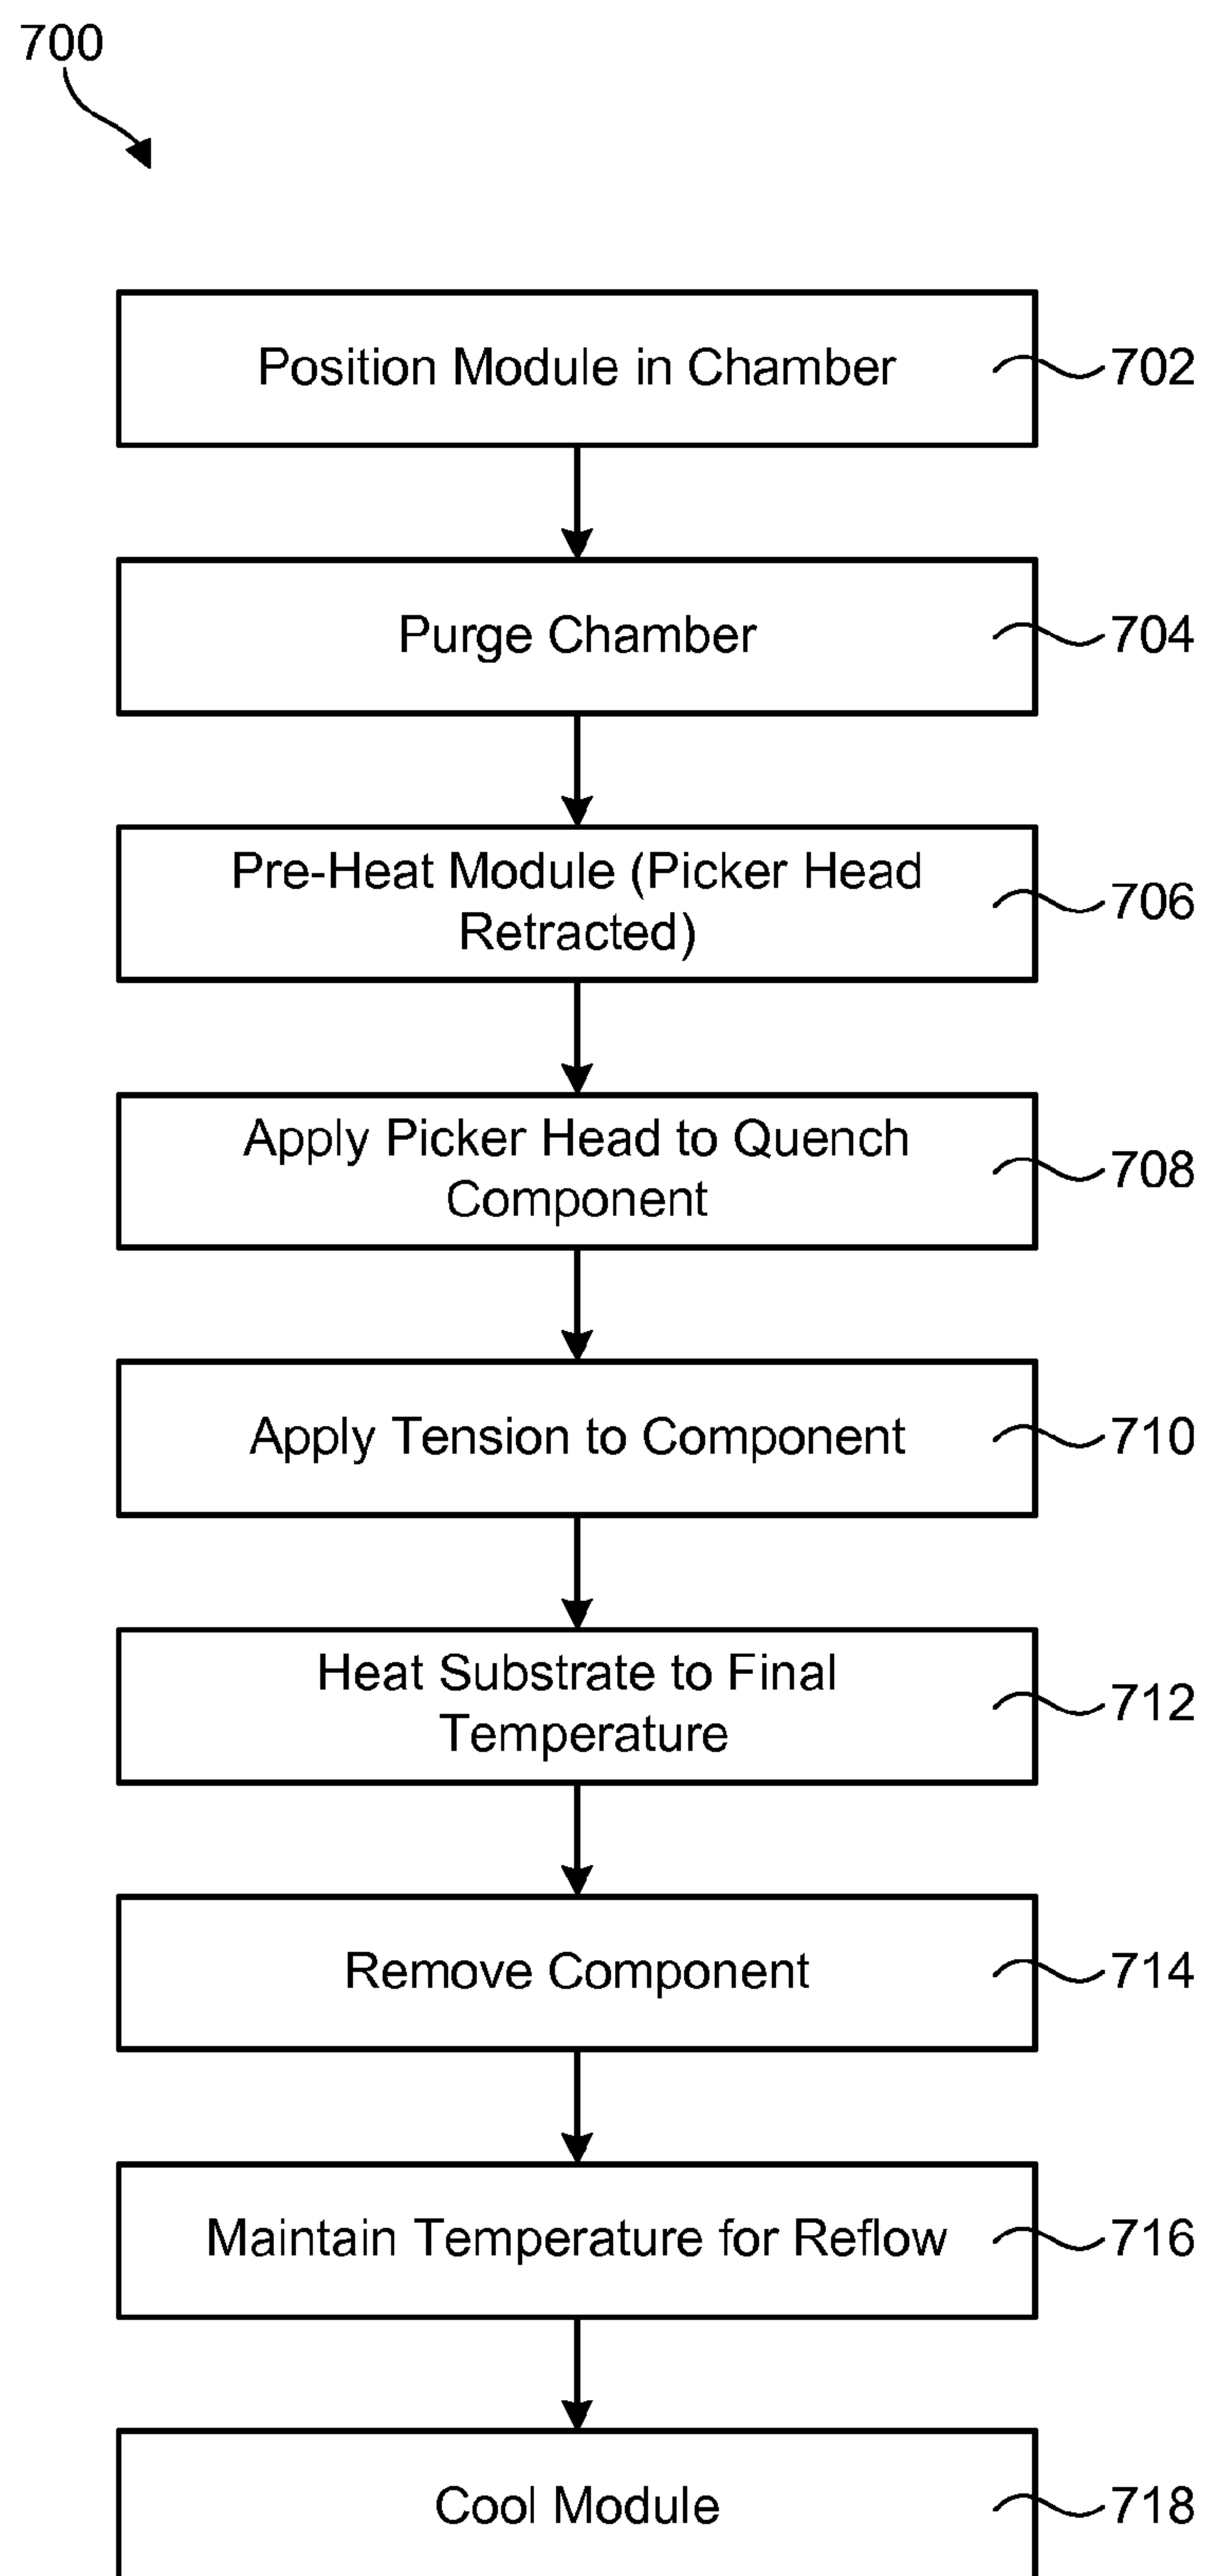 700
Position Module in Chamber
702
Purge Chamber
704
Pre-Heat Module (Picker Head
Retracted)
706
Apply Picker Head to Quench
Component
708
Apply Tension to Component
710
Heat Substrate to Final
Temperature
712
Remove Component
714
Maintain Temperature for Reflow
716
Cool Module
718